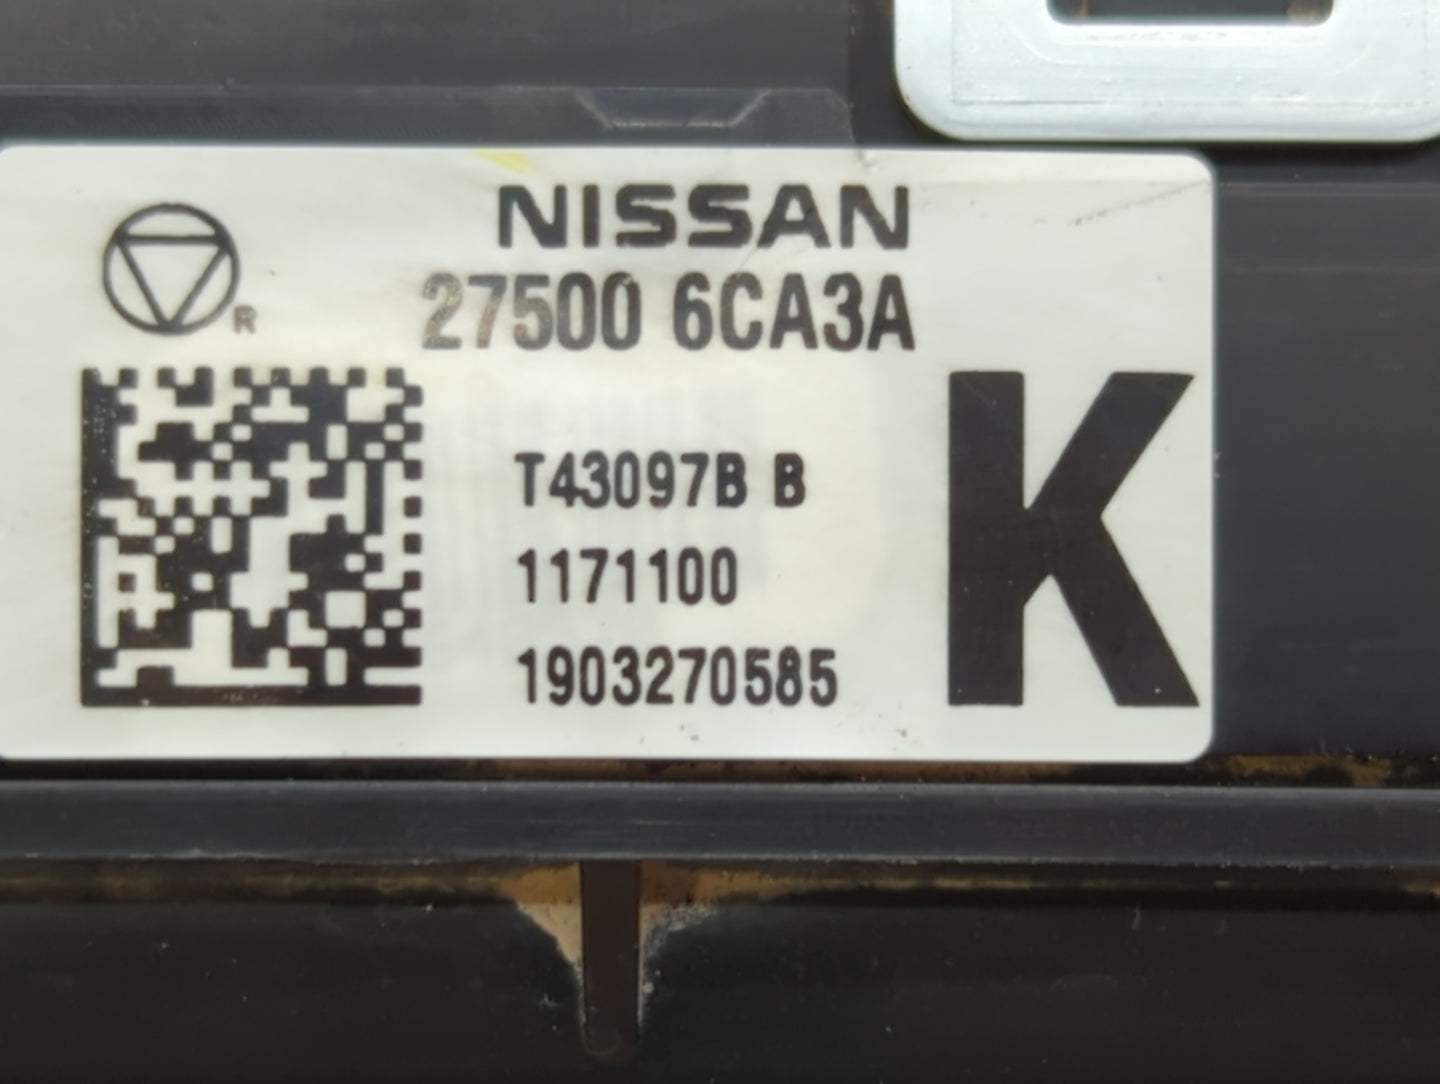 NISSAN
27500 6CA3A
R
T43097B B
1171100
1903270585
K